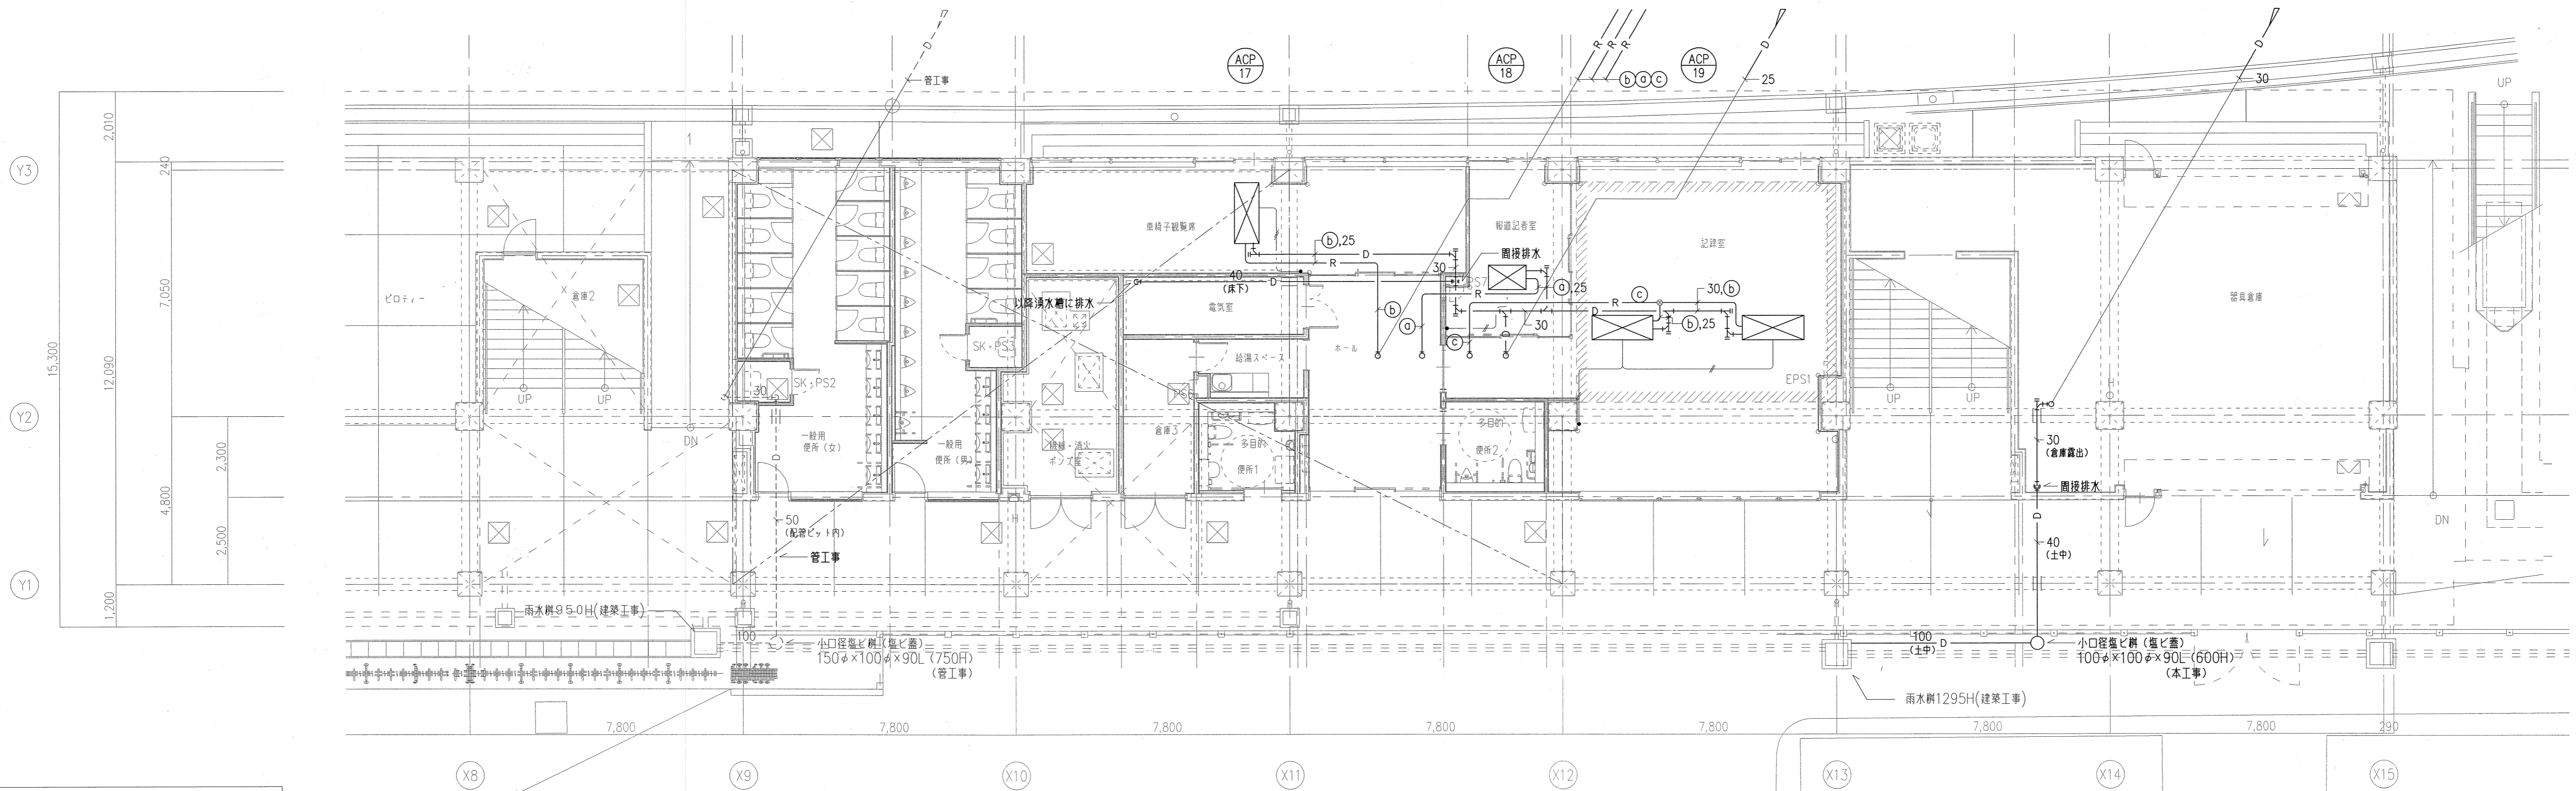 ACP
17
ACP
18
ACP
19
D
管工事
R
R
R
ⓑⓐⓒ
D
25
D
30
UP
Y3
Y2
Y1
2,010
240
7,050
15,300
12,090
2,300
4,800
2,500
1,200
ピロティー
倉庫2
UP
UP
DN
SK・PS2
30
一般用
便所（女）
SK・PS3
一般用
便所（男）
D
50
(配管ピット内)
管工事
車椅子観覧席
ⓑ,25
D
R
40
(床下)
D
以降湧水槽に排水
電気室
給湯スペース
ホール
倉庫3
ポンプ室
多目的
便所1
H
報道記者室
間接排水
30
PS7
ⓐ,25
R
R
ⓒ
30,ⓑ
D
30
ⓑ,25
ⓑ
ⓐ
ⓒ
記録室
EPS1
多目的
便所2
UP
UP
H
30
(倉庫露出)
間接排水
D
40
(土中)
器具倉庫
DN
雨水桝950H(建築工事)
100
小口径塩ビ桝（塩ビ蓋）
150φ×100φ×90L (750H)
(管工事)
100
(土中)
D
小口径塩ビ桝（塩ビ蓋）
100φ×100φ×90L (600H)
(本工事)
雨水桝1295H(建築工事)
7,800
7,800
7,800
7,800
7,800
7,800
7,800
290
X8
X9
X10
X11
X12
X13
X14
X15